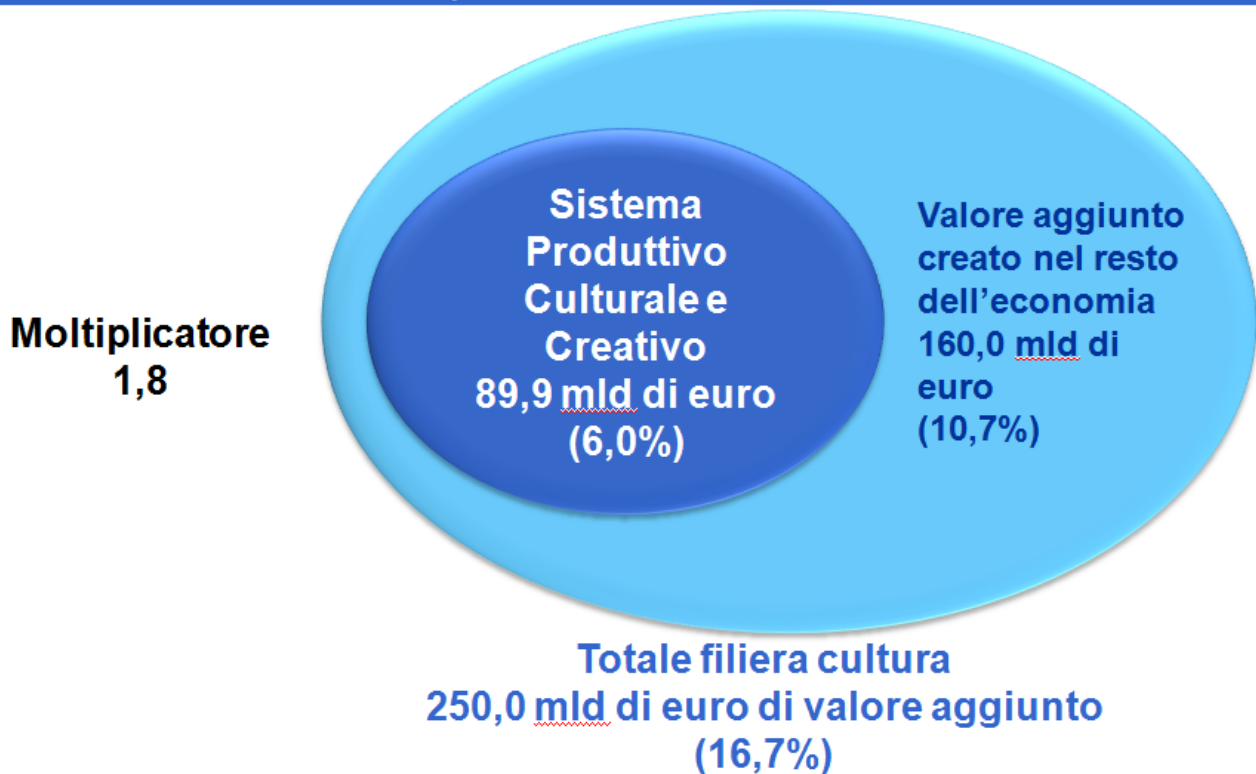 Moltiplicatore
1,8
Sistema
Produttivo
Culturale e
Creativo
89,9 mld di euro
(6,0%)
Valore aggiunto
creato nel resto
dell’economia
160,0 mld di
euro
(10,7%)
Totale filiera cultura
250,0 mld di euro di valore aggiunto
(16,7%)